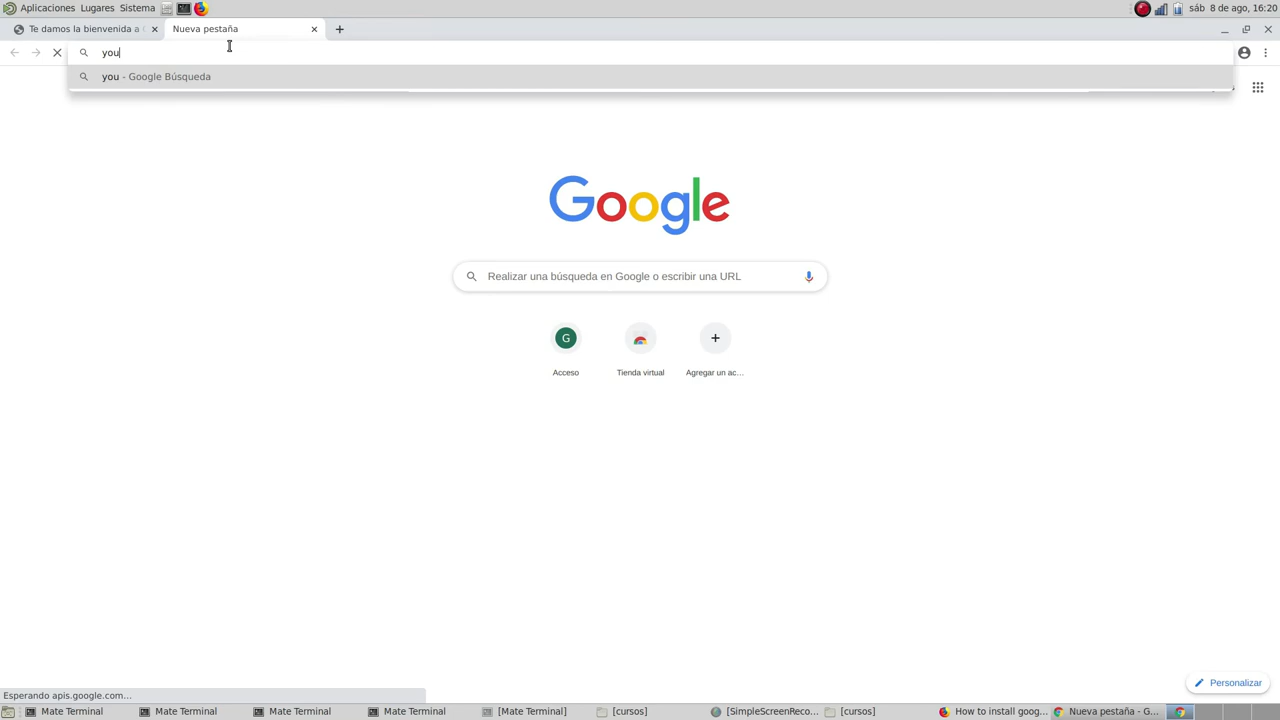 Aplicaciones Lugares Sistema
sáb 8 de ago, 16:20
Te damos la bienvenida a
Nueva pestaña
you
you - Google Búsqueda
Google
Realizar una búsqueda en Google o escribir una URL
G
Acceso
Tienda virtual
Agregar un ac...
Personalizar
Esperando apis.google.com...
Mate Terminal
Mate Terminal
Mate Terminal
Mate Terminal
[Mate Terminal]
[cursos]
[SimpleScreenReco...
[cursos]
How to install goog...
Nueva pestaña - G...